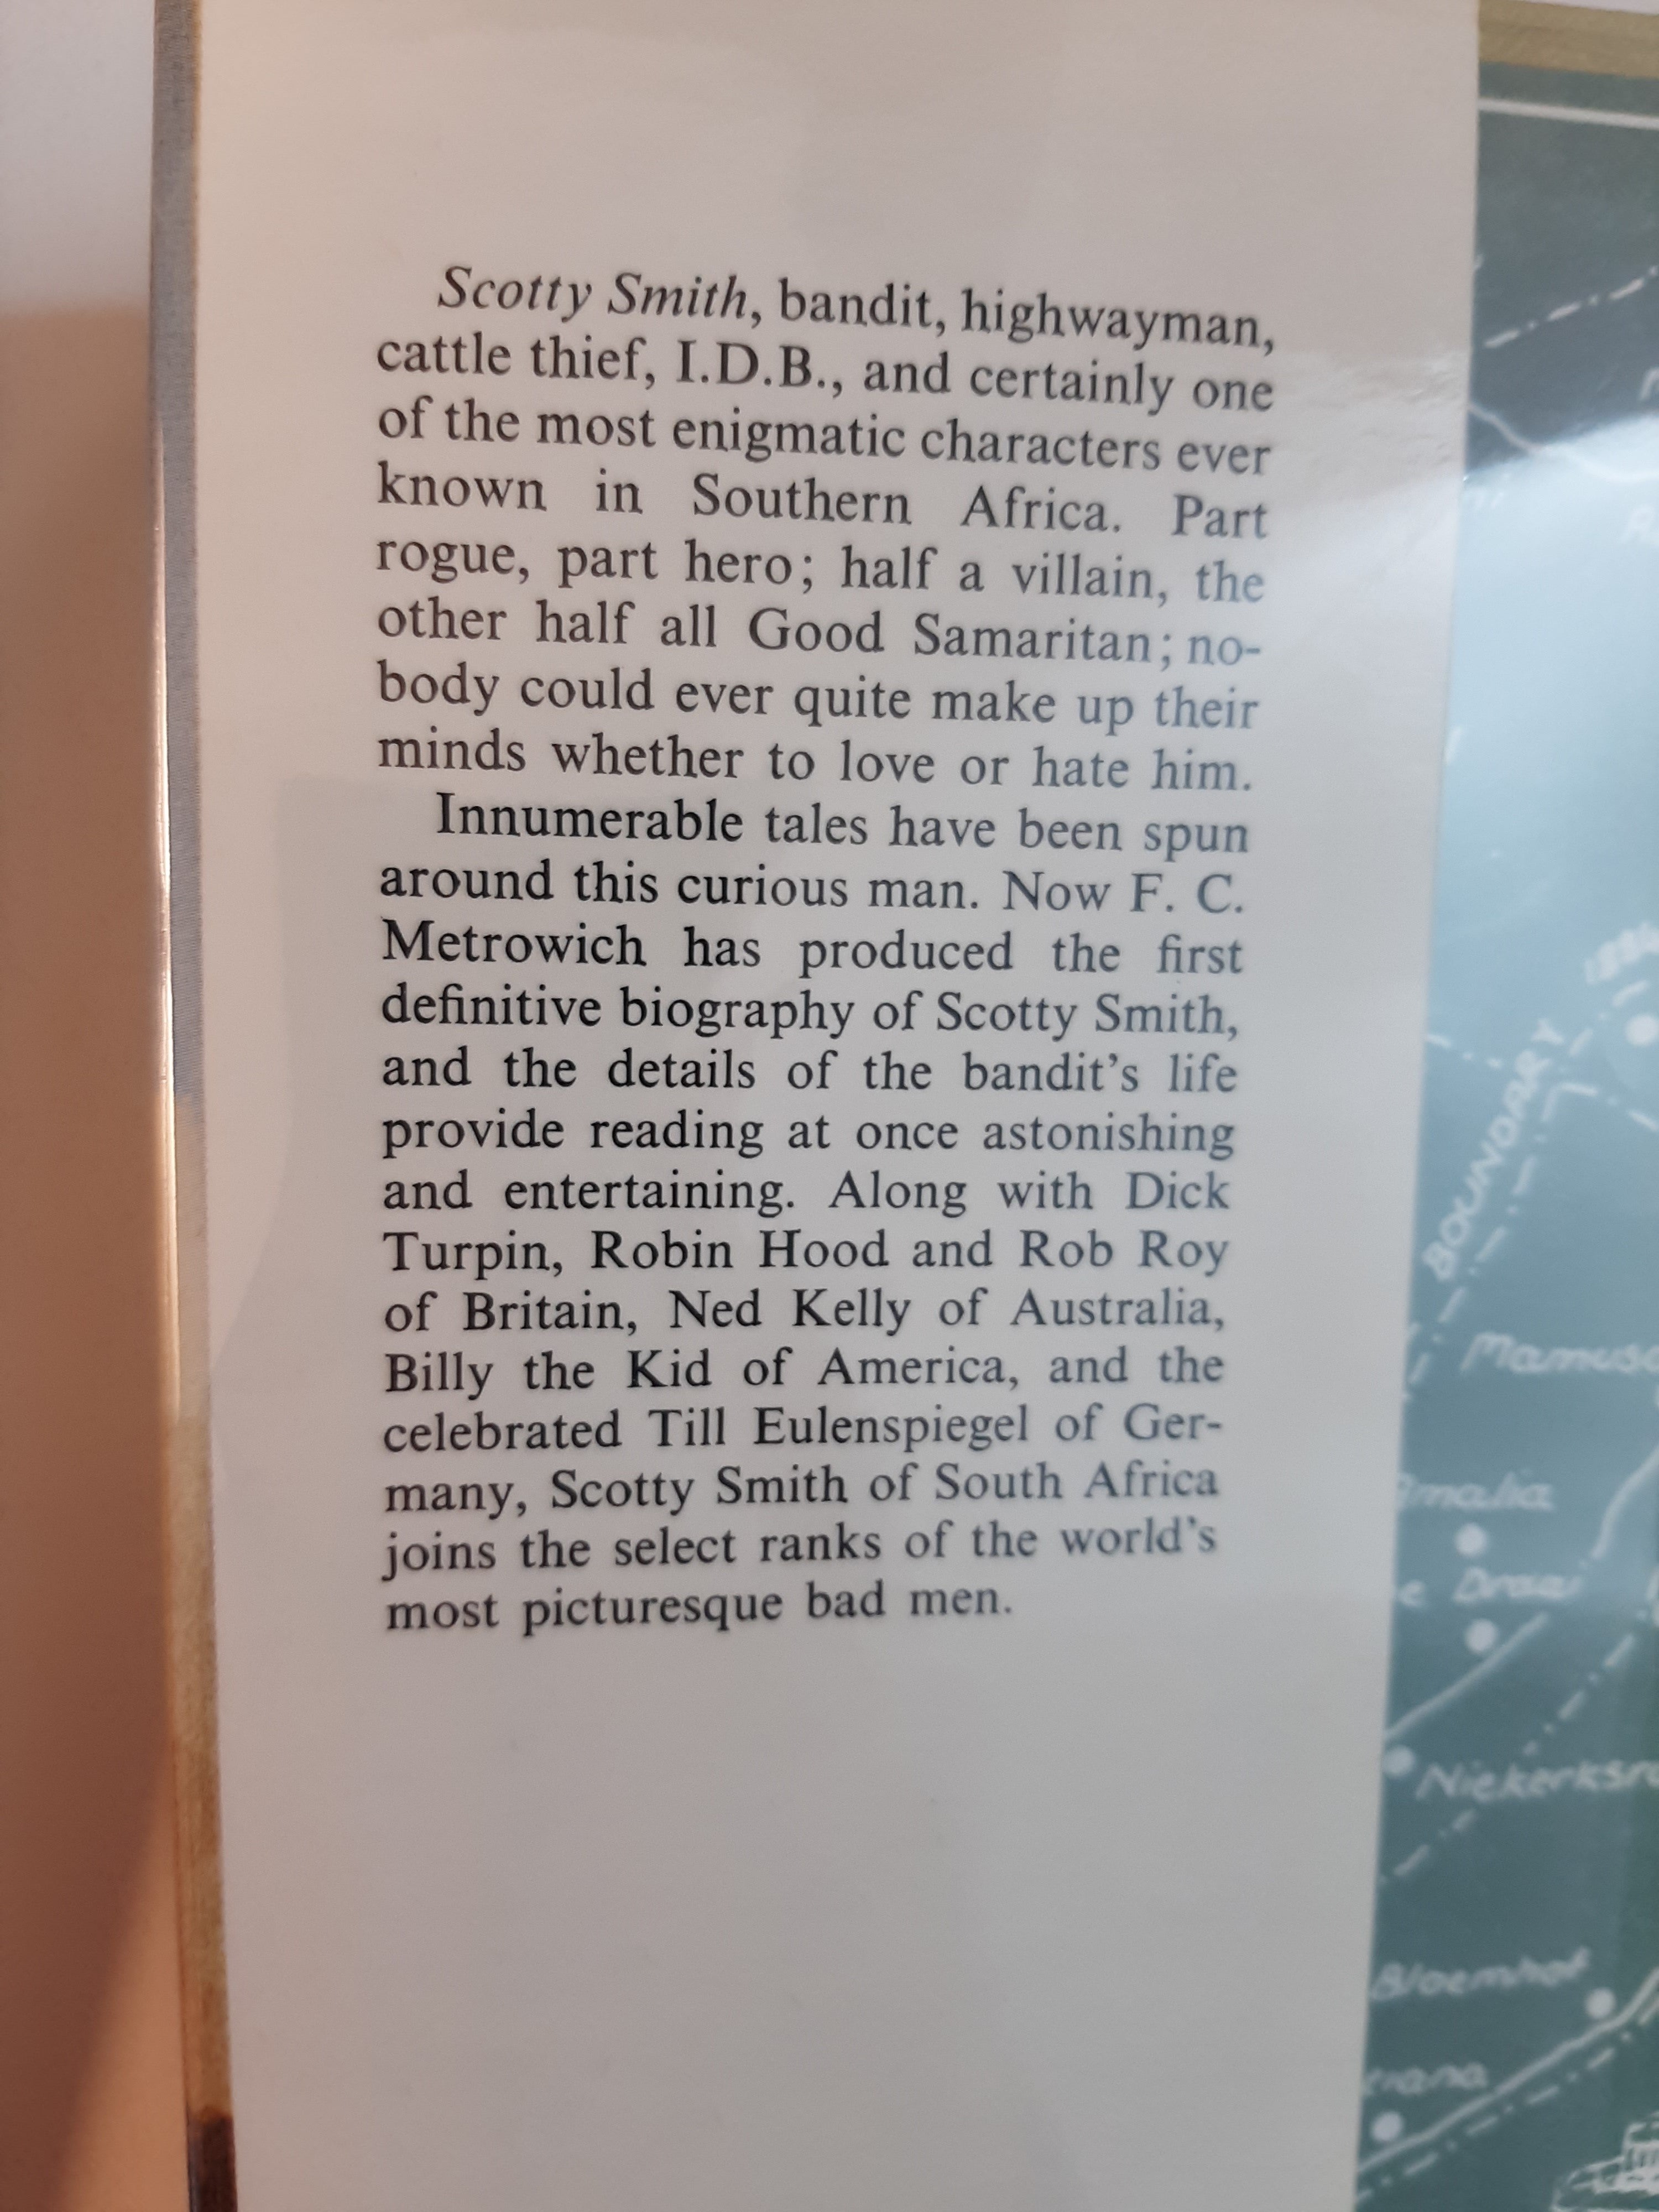 Scotty Smith, bandit, highwayman,
cattle thief, I.D.B., and certainly one
of the most enigmatic characters ever
known in Southern Africa. Part
rogue, part hero; half a villain, the
other half all Good Samaritan; no-
body could ever quite make up their
minds whether to love or hate him.
Innumerable tales have been spun
around this curious man. Now F. C.
Metrowich has produced the first
definitive biography of Scotty Smith,
and the details of the bandit's life
provide reading at once astonishing
and entertaining. Along with Dick
Turpin, Robin Hood and Rob Roy
of Britain, Ned Kelly of Australia,
Billy the Kid of America, and the
celebrated Till Eulenspiegel of Ger-
many, Scotty Smith of South Africa
joins the select ranks of the world's
most picturesque bad men.
BOUNDRRY
Mamusa
Amalia
Draai
Niekerksr
Bloemhof